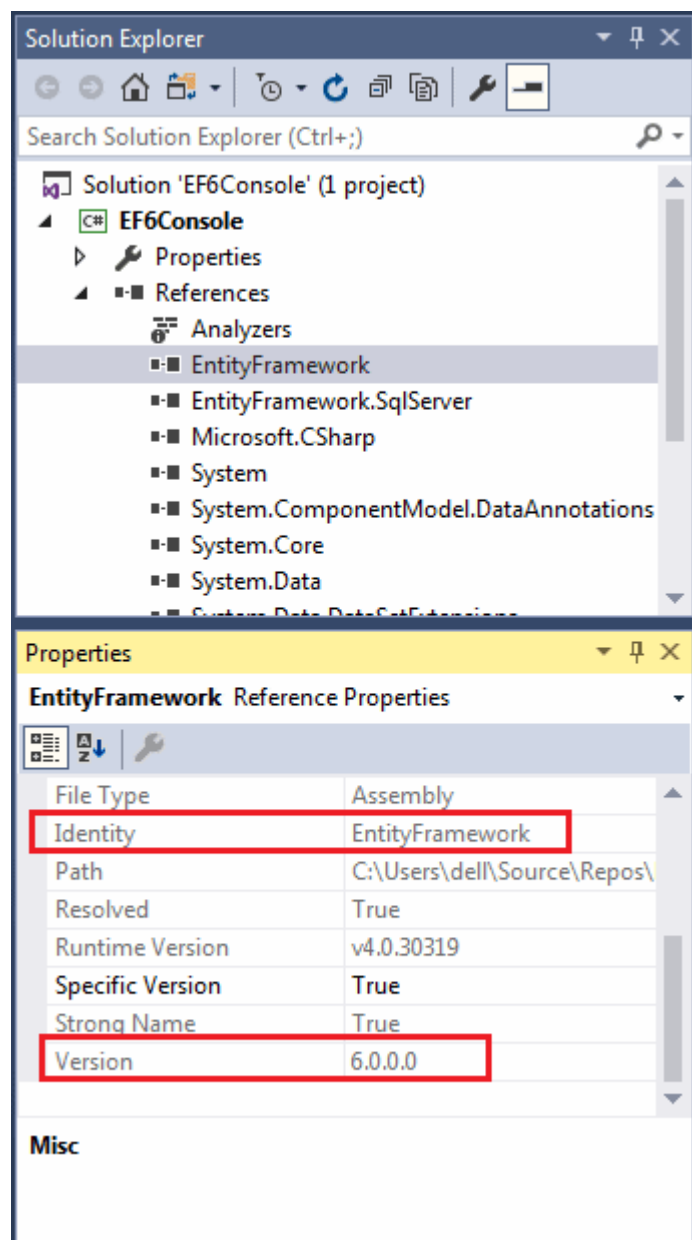 Solution Explorer
Search Solution Explorer (Ctrl+;)
Solution 'EF6Console' (1 project)
C# EF6Console
Properties
References
Analyzers
EntityFramework
EntityFramework.SqlServer
Microsoft.CSharp
System
System.ComponentModel.DataAnnotations
System.Core
System.Data
System.Data.DataSetExtensions
Properties
EntityFramework Reference Properties
File Type Assembly
Identity EntityFramework
Path C:\Users\dell\Source\Repos\
Resolved True
Runtime Version v4.0.30319
Specific Version True
Strong Name True
Version 6.0.0.0
Misc